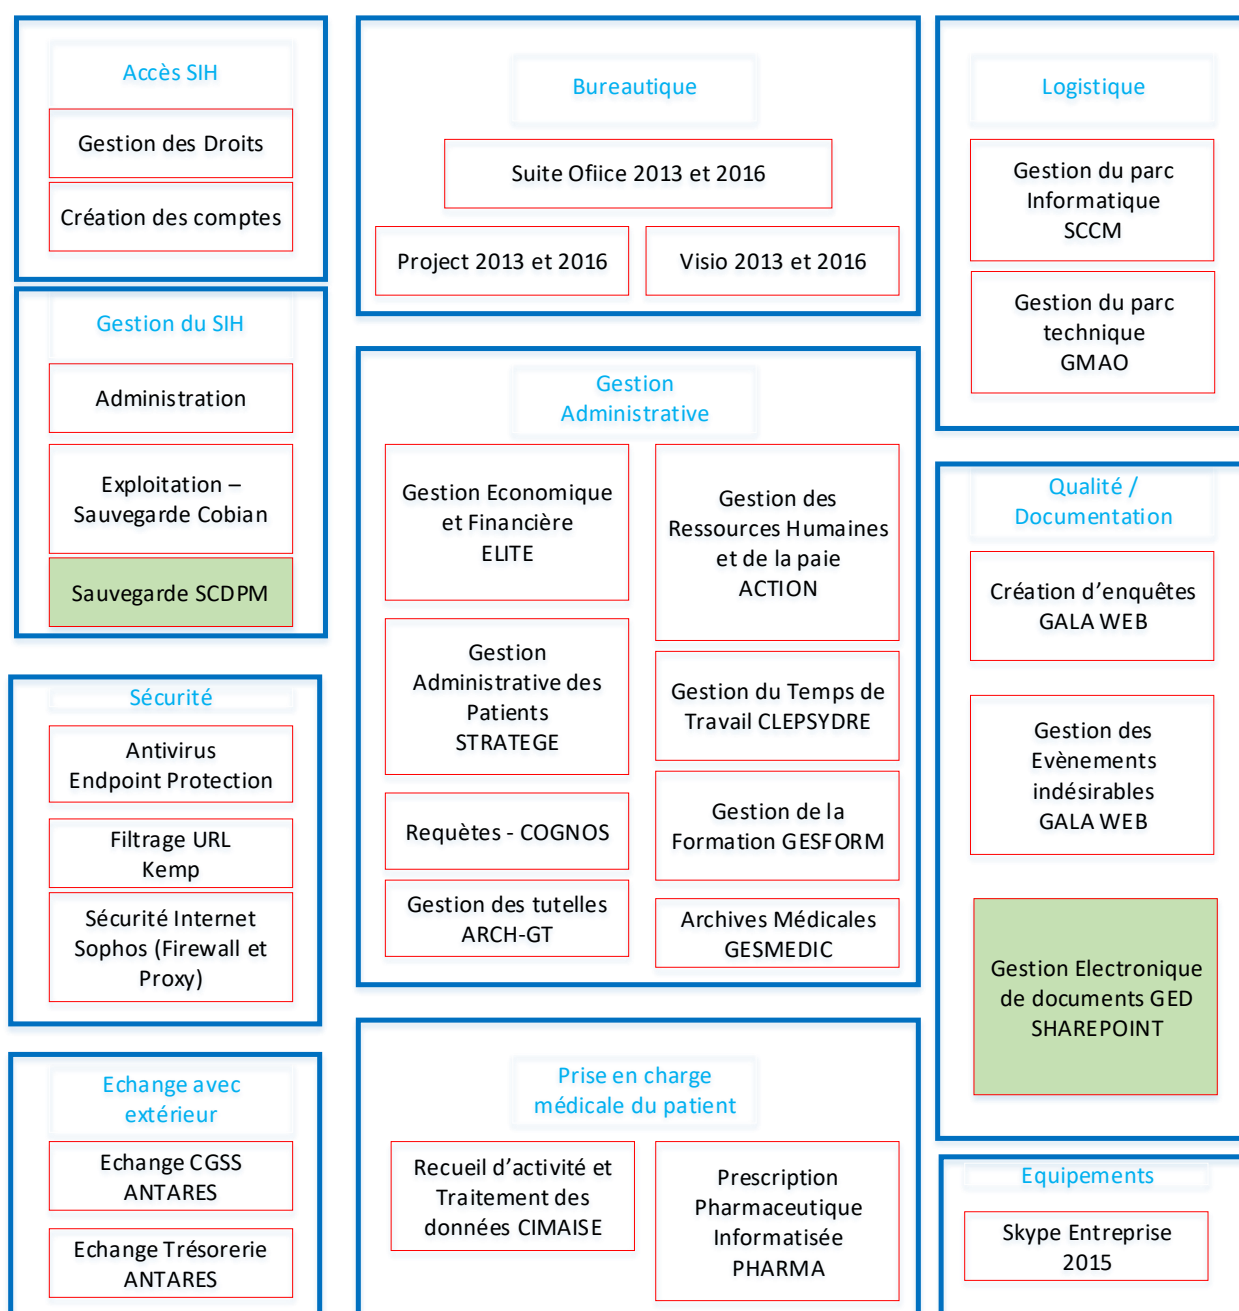 Accès SIH
Gestion des Droits
Création des comptes
Gestion du SIH
Administration
Exploitation –
Sauvegarde Cobian
Sauvegarde SCDPM
Sécurité
Antivirus
Endpoint Protection
Filtrage URL
Kemp
Sécurité Internet
Sophos (Firewall et
Proxy)
Echange avec
extérieur
Echange CGSS
ANTARES
Echange Trésorerie
ANTARES
Bureautique
Suite Ofiice 2013 et 2016
Project 2013 et 2016
Visio 2013 et 2016
Gestion
Administrative
Gestion Economique
et Financière
ELITE
Gestion des
Ressources Humaines
et de la paie
ACTION
Gestion
Administrative des
Patients
STRATEGE
Gestion du Temps de
Travail CLEPSYDRE
Requètes - COGNOS
Gestion de la
Formation GESFORM
Gestion des tutelles
ARCH-GT
Archives Médicales
GESMEDIC
Prise en charge
médicale du patient
Recueil d’activité et
Traitement des
données CIMAISE
Prescription
Pharmaceutique
Informatisée
PHARMA
Logistique
Gestion du parc
Informatique
SCCM
Gestion du parc
technique
GMAO
Qualité /
Documentation
Création d’enquêtes
GALA WEB
Gestion des
Evènements
indésirables
GALA WEB
Gestion Electronique
de documents GED
SHAREPOINT
Equipements
Skype Entreprise
2015